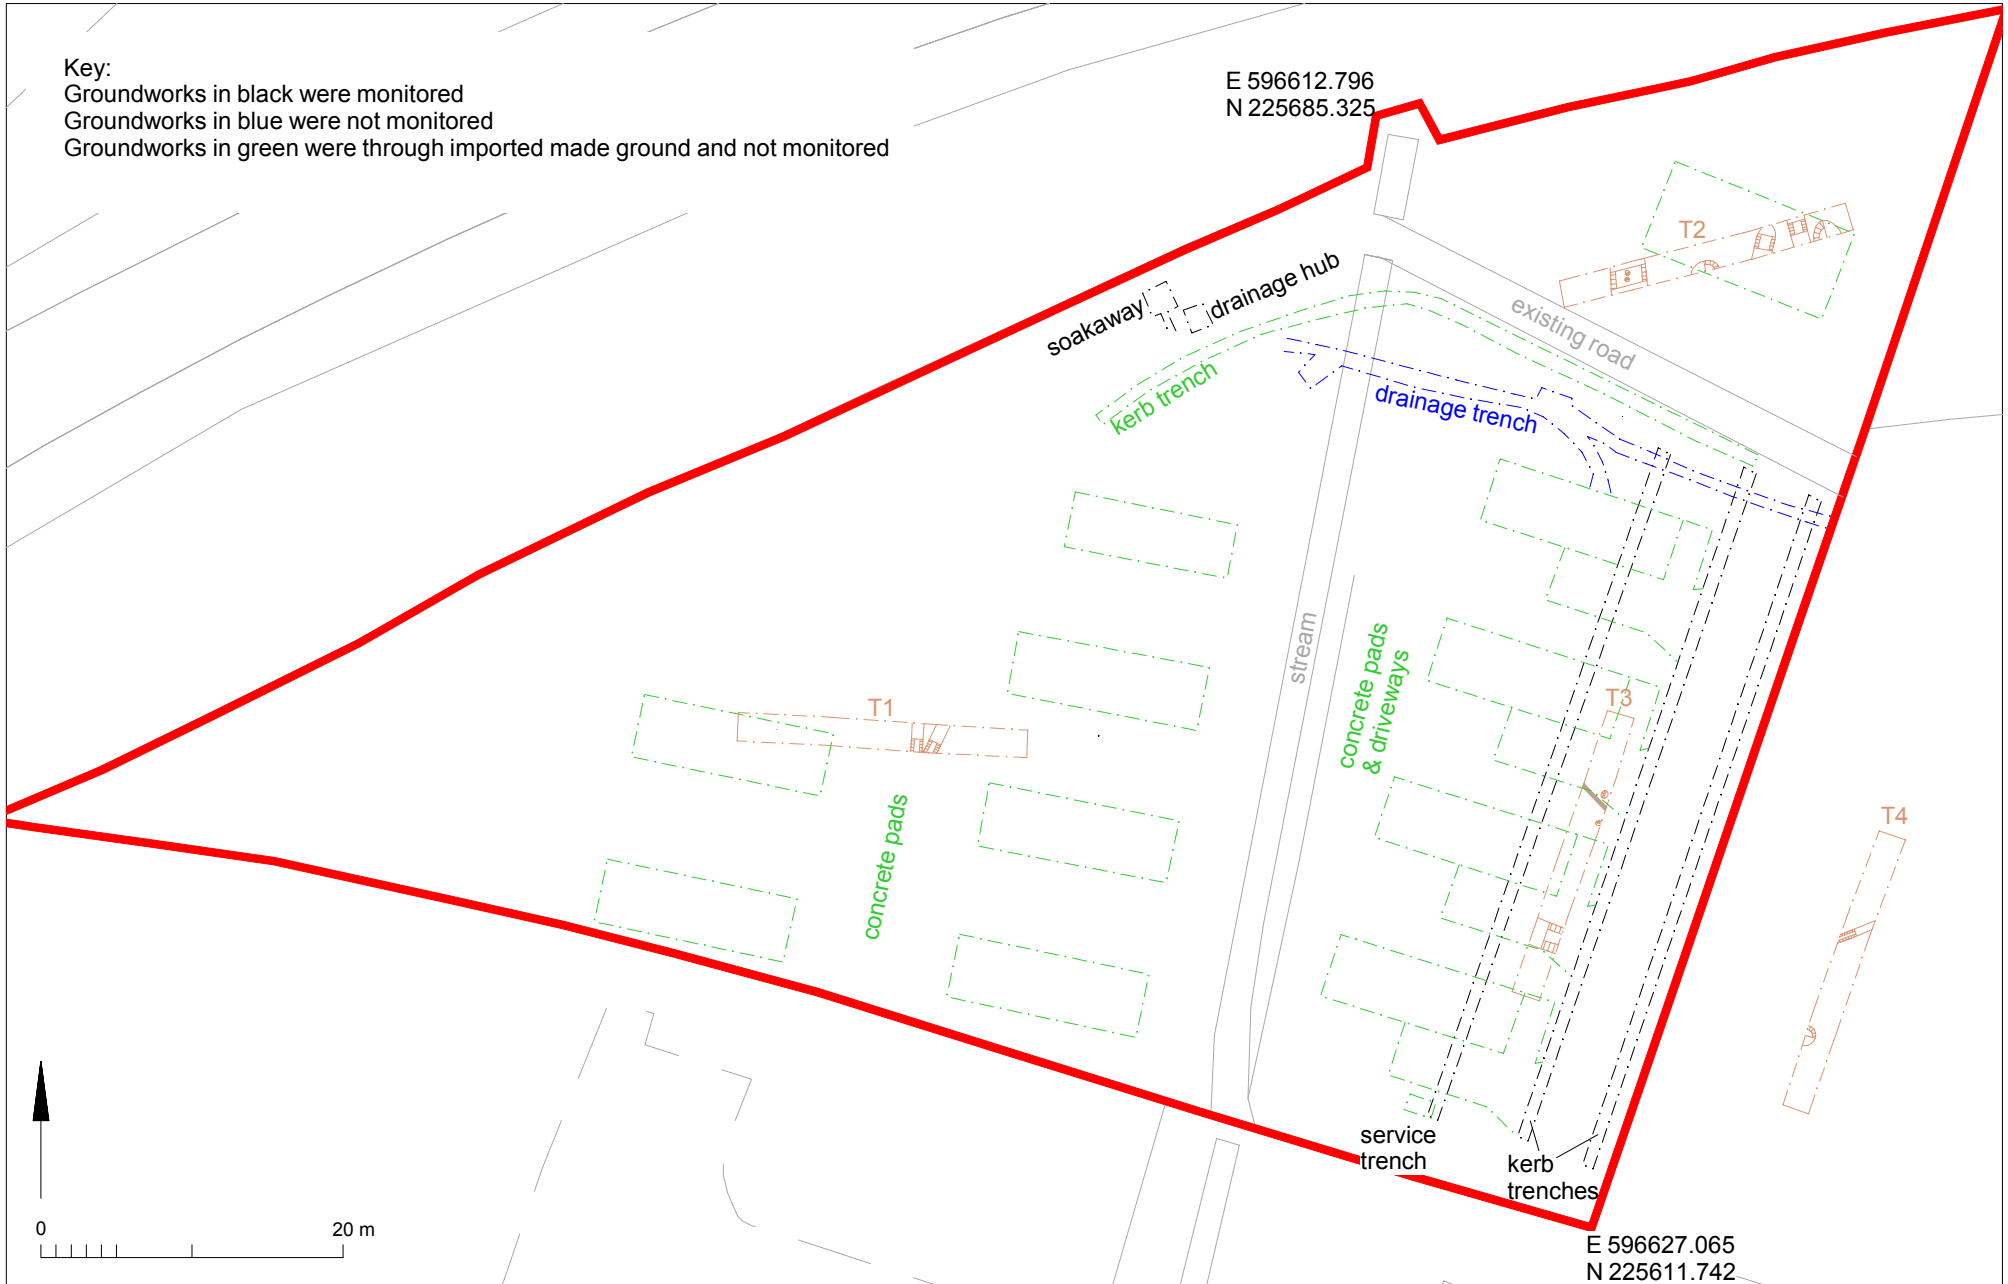 Key:
Groundworks in black were monitored
Groundworks in blue were not monitored
Groundworks in green were through imported made ground and not monitored
E 596612.796
N 225685.325
T2
existing road
drainage hub
soakaway
kerb trench
drainage trench
stream
concrete pads
& driveways
T3
T1
concrete pads
T4
service
trench
kerb
trenches
0
20 m
E 596627.065
N 225611.742